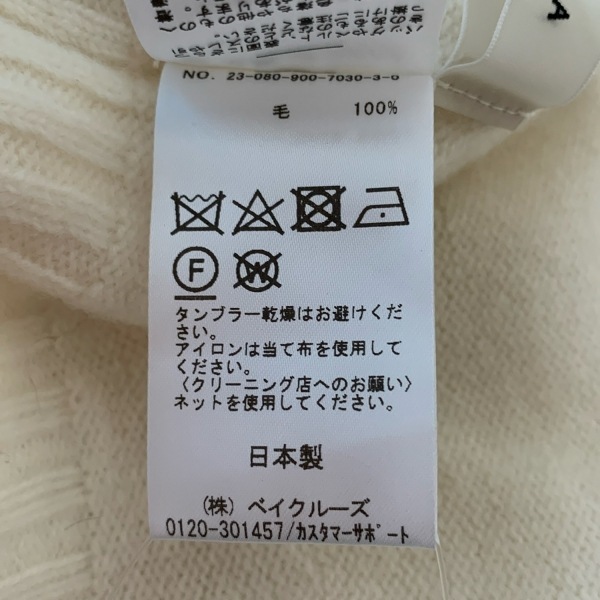 NO. 23-080-900-7030-3-0
毛 100%
F
W
タンブラー乾燥はお避けくだ
さい。
アイロンは当て布を使用して
ください。
〈クリーニング店へのお願い〉
ネットを使用してください。
日本製
(株) ベイクルーズ
0120-301457/カスタマーサポート